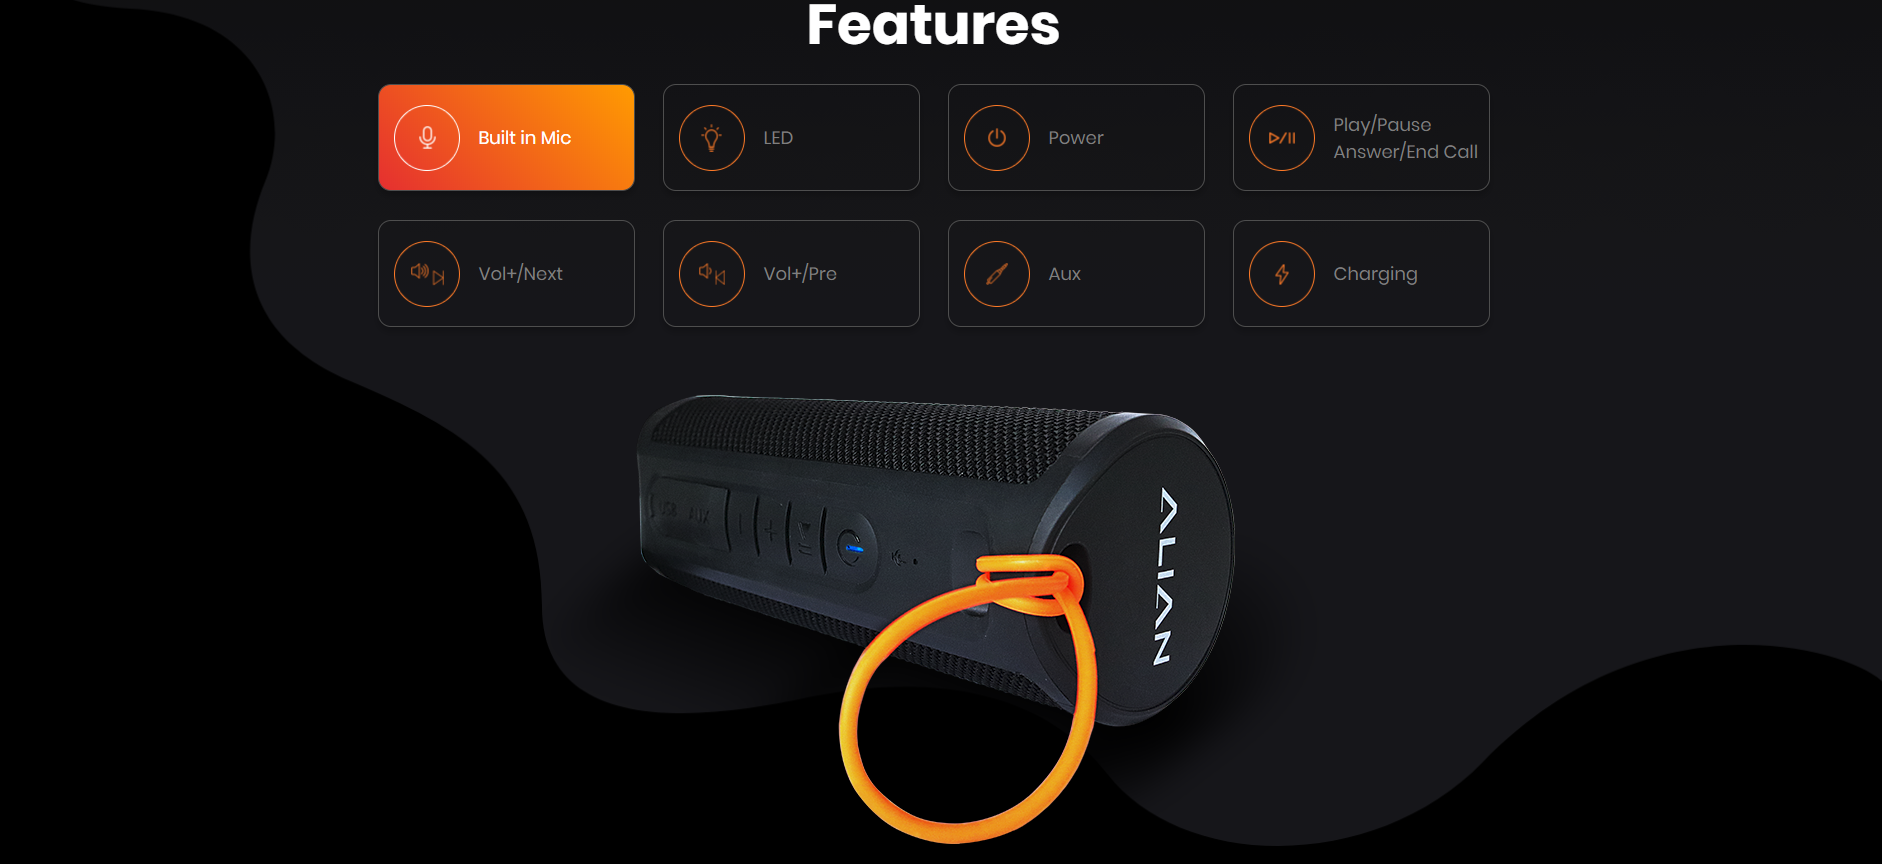 Features
Built in Mic
LED
Power
Play/Pause
Answer/End Call
Vol+/Next
Vol+/Pre
Aux
Charging
USB AUX
ALIAN